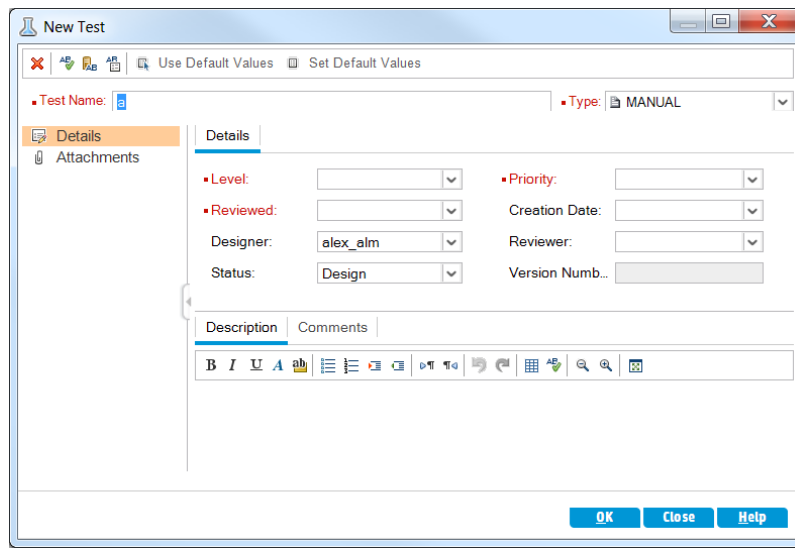 New Test
Use Default Values Set Default Values
Test Name: a Type: MANUAL
Details
Attachments
Details
Level: Priority:
Reviewed: Creation Date:
Designer: alex_alm Reviewer:
Status: Design Version Numb...
Description Comments
B I U A ab
OK Close Help